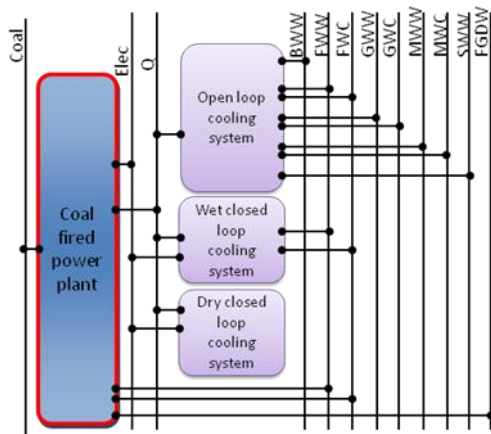 Coal
Elec
Q
BWW
FWW
FWC
GWW
GWC
MWW
MWC
SWW
FGDW
Open loop
cooling
system
Coal
fired
power
plant
Wet closed
loop
cooling
system
Dry closed
loop
cooling
system